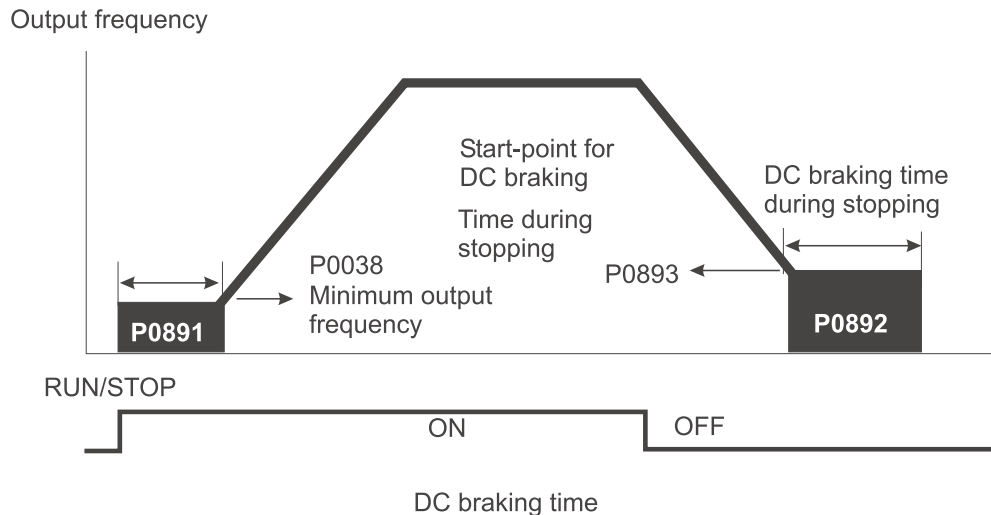 Output frequency
Start-point for
DC braking
Time during
stopping
DC braking time
during stopping
P0038
Minimum output
frequency
P0893
P0891
P0892
RUN/STOP
ON
OFF
DC braking time